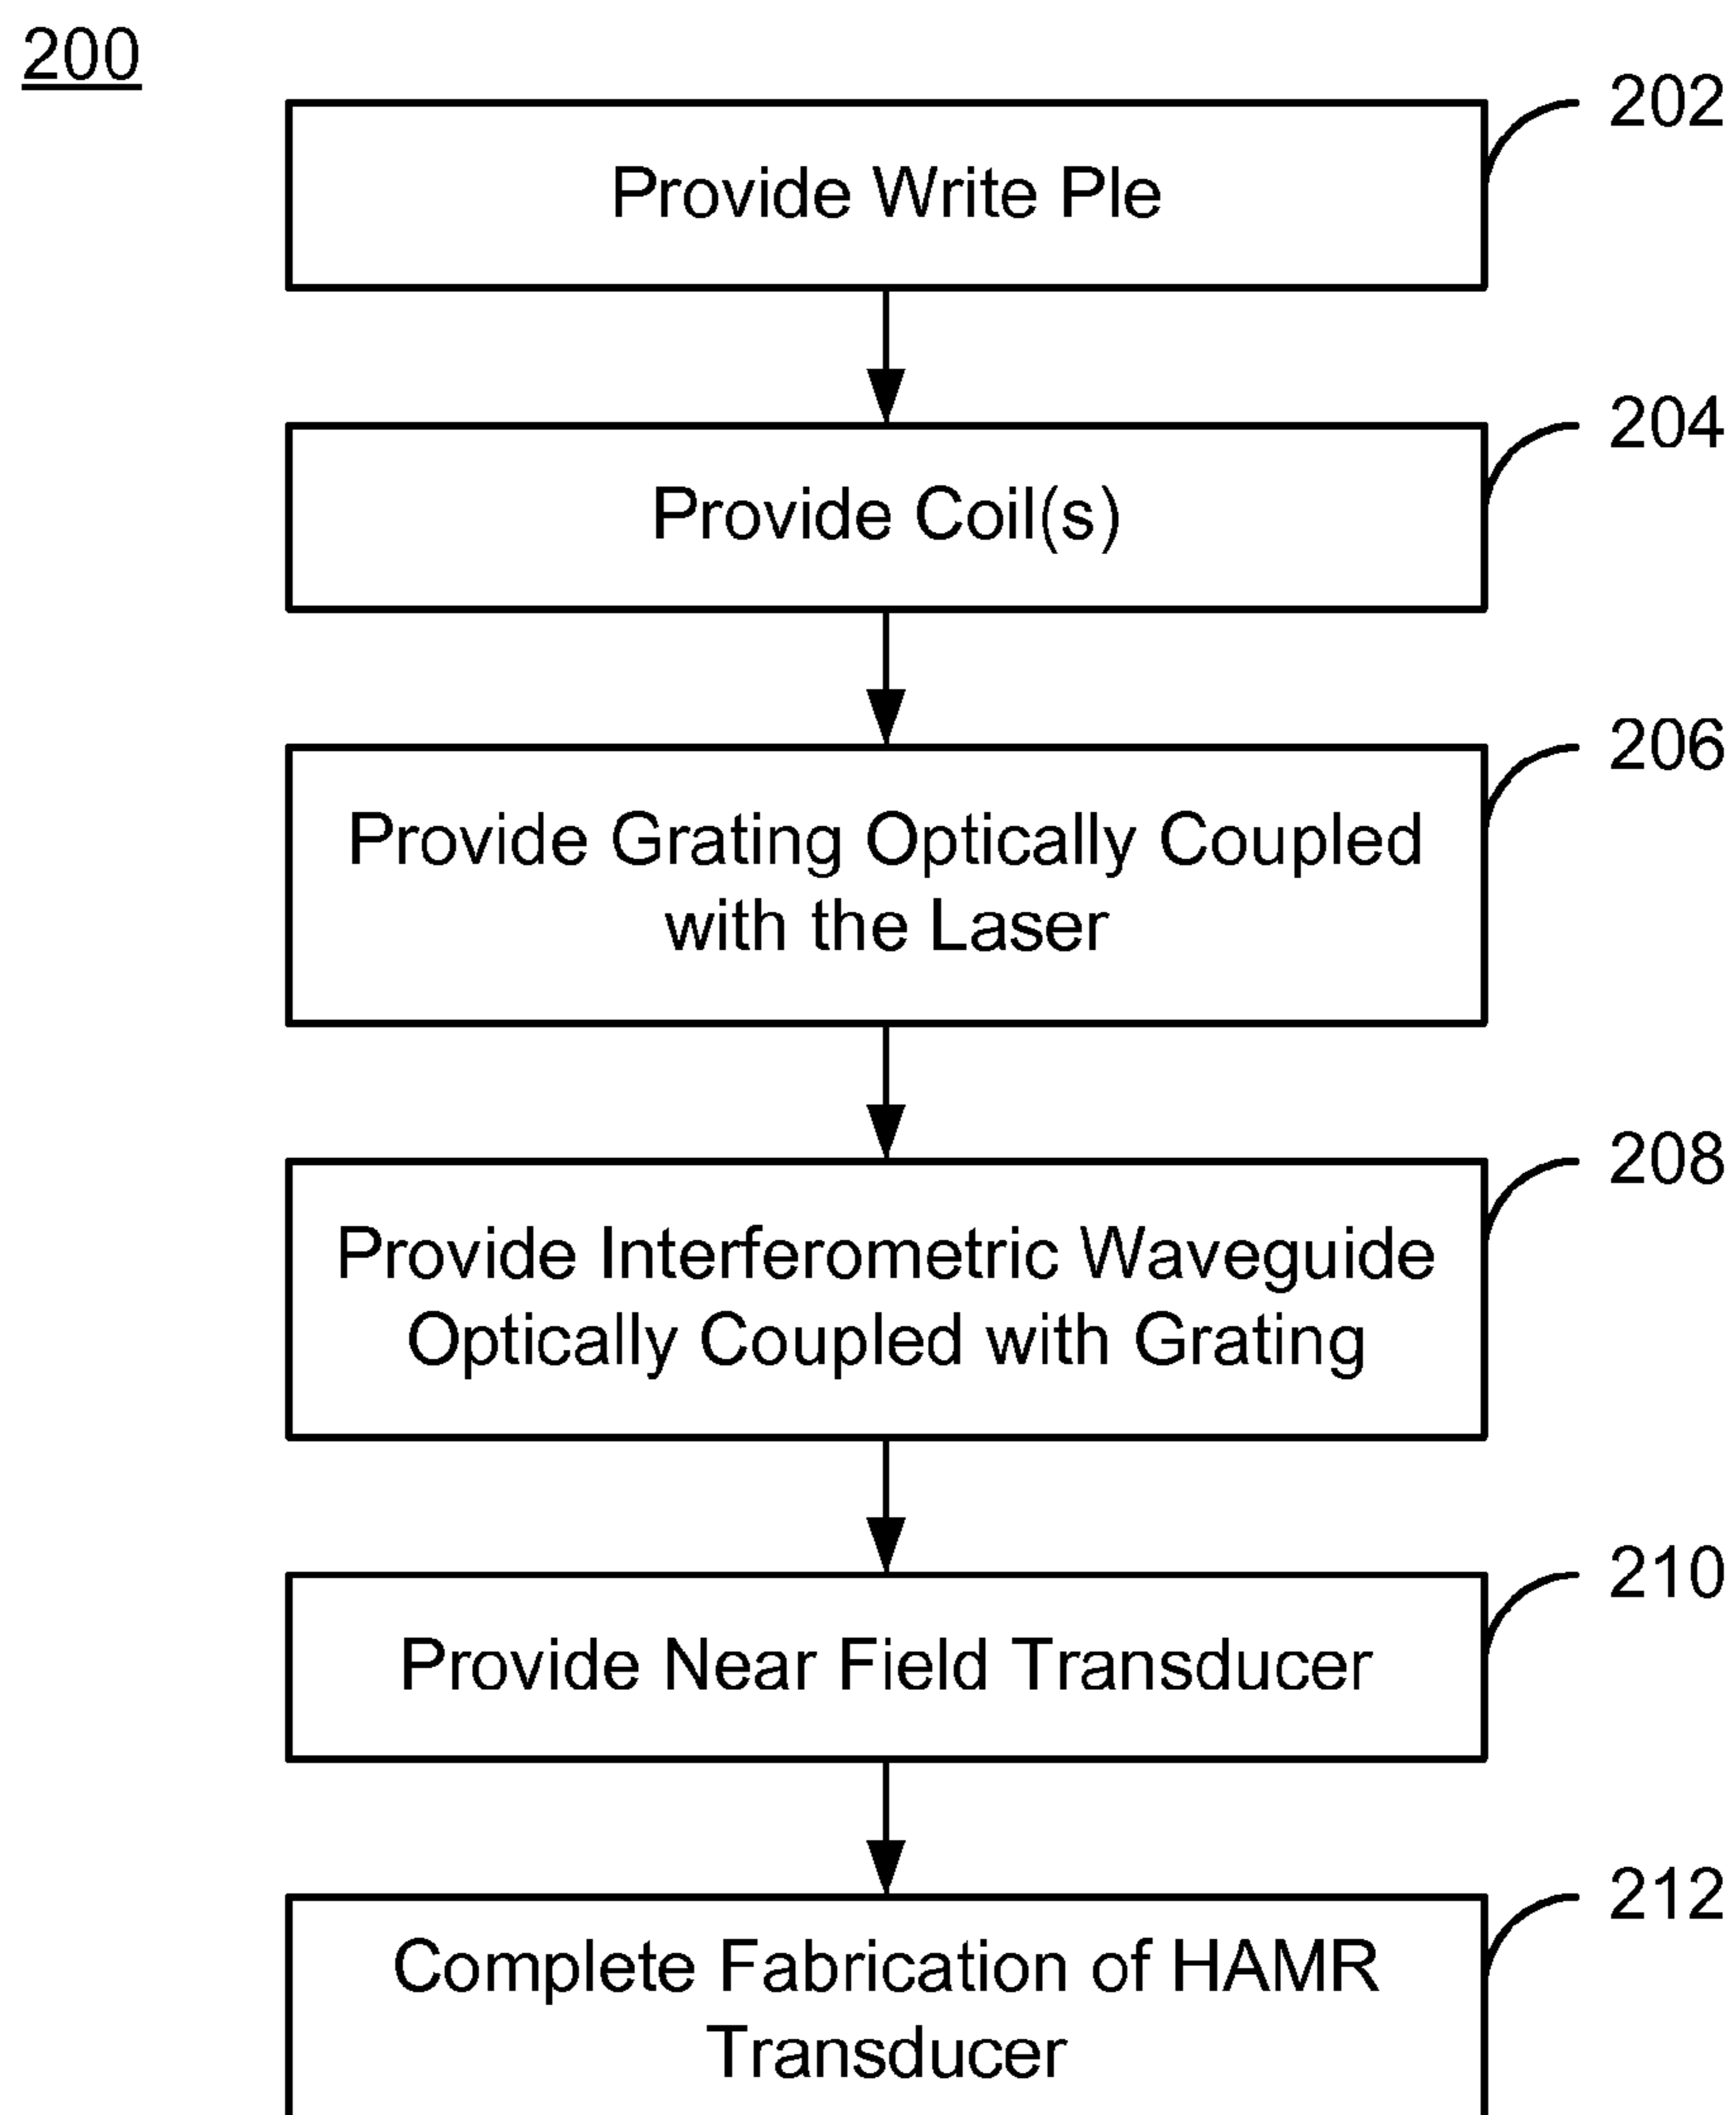 200
202
Provide Write Ple
204
Provide Coil(s)
206
Provide Grating Optically Coupled
with the Laser
208
Provide Interferometric Waveguide
Optically Coupled with Grating
210
Provide Near Field Transducer
212
Complete Fabrication of HAMR
Transducer